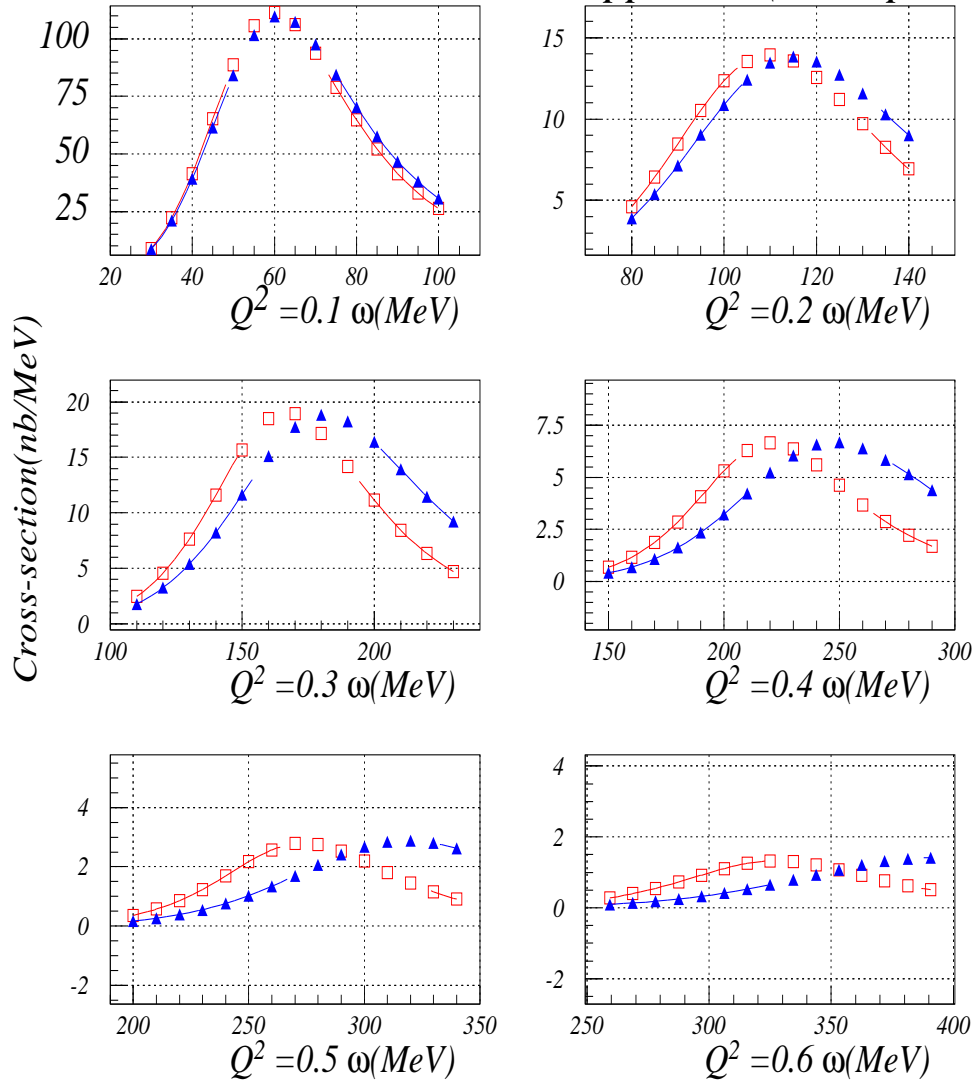 100
75
50
25
20 40 60 80 100
Q² =0.1 ω(MeV)
15
10
5
80 100 120 140
Q² =0.2 ω(MeV)
Cross-section(nb/MeV)
20
15
10
5
0
100 150 200
Q² =0.3 ω(MeV)
7.5
5
2.5
0
150 200 250 300
Q² =0.4 ω(MeV)
4
2
0
-2
200 250 300 350
Q² =0.5 ω(MeV)
4
2
0
-2
250 300 350 400
Q² =0.6 ω(MeV)